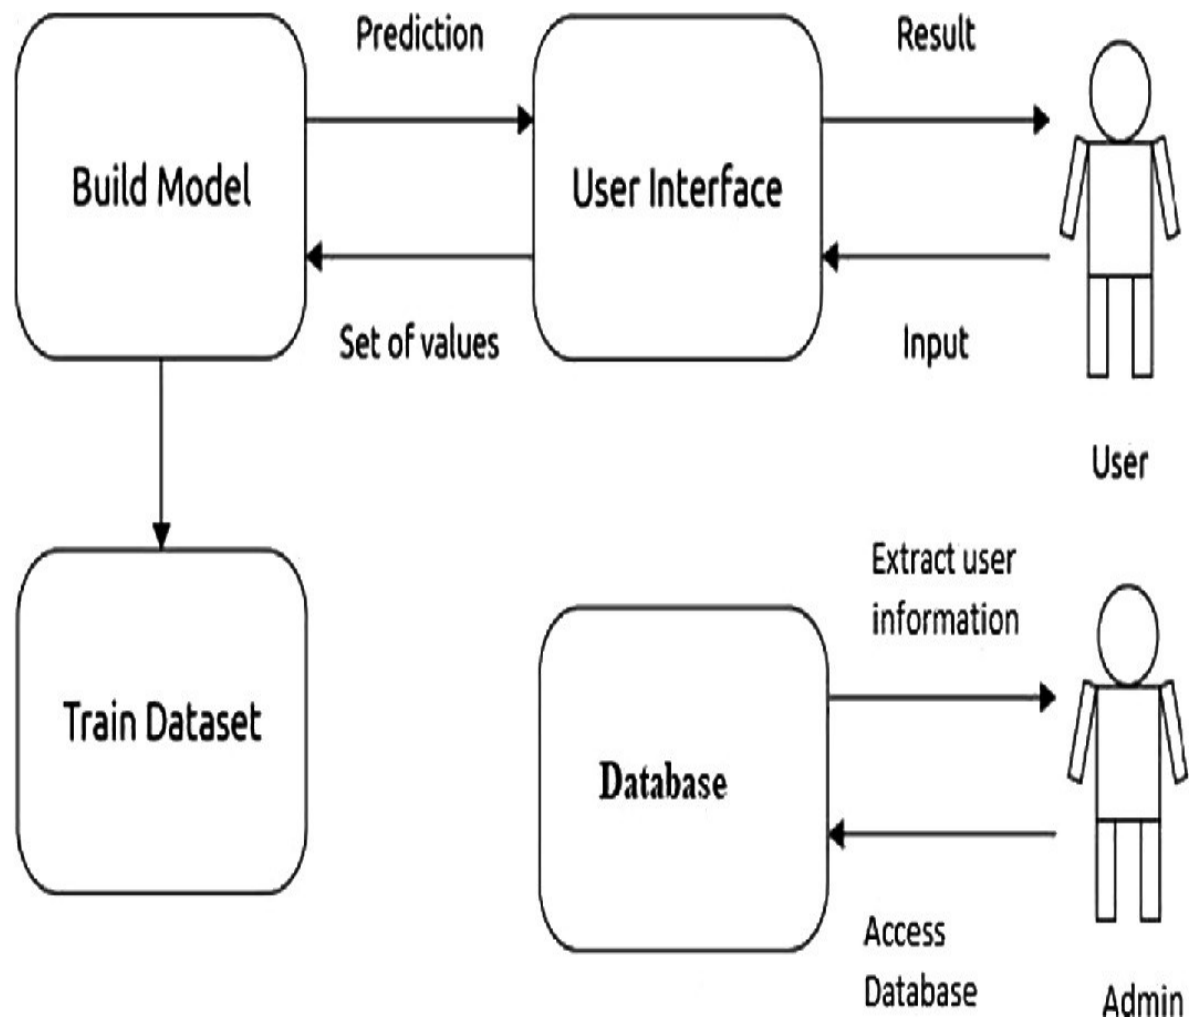 Prediction
Result
Build Model
User Interface
Set of values
Input
User
Extract user
information
Train Dataset
Database
Access
Database
Admin